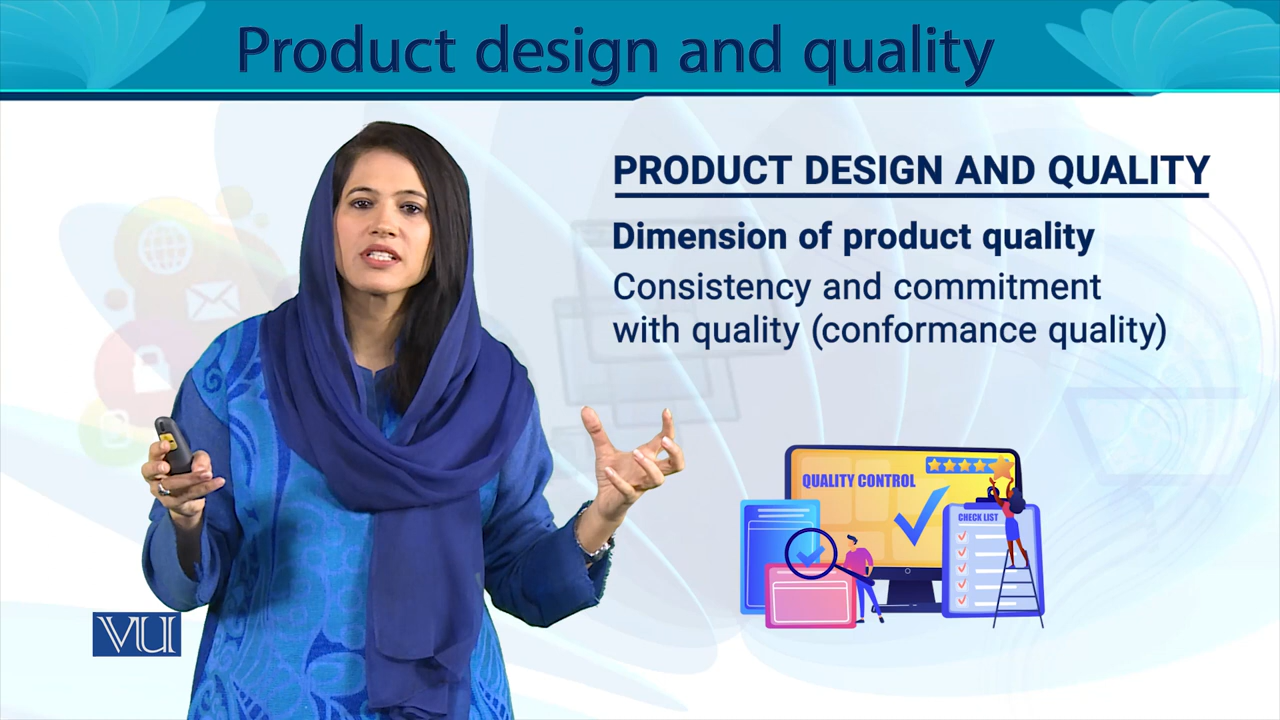 Product design and quality
PRODUCT DESIGN AND QUALITY
Dimension of product quality
Consistency and commitment
with quality (conformance quality)
QUALITY CONTROL
CHECK LIST
VU